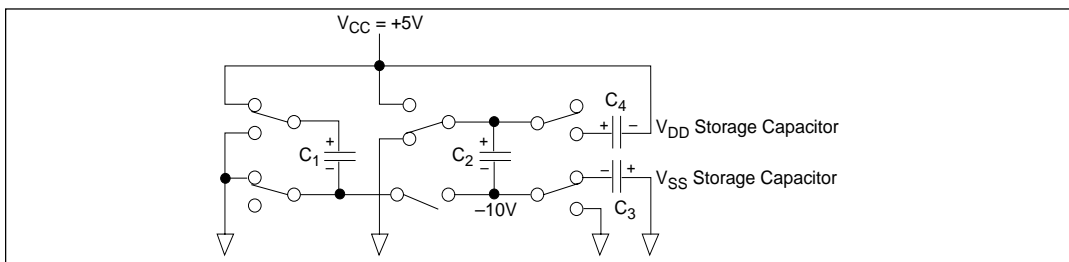 V_CC = +5V
C_4
+ –
V_DD Storage Capacitor
+
C_1
–
+
C_2
–
– +
V_SS Storage Capacitor
C_3
–10V